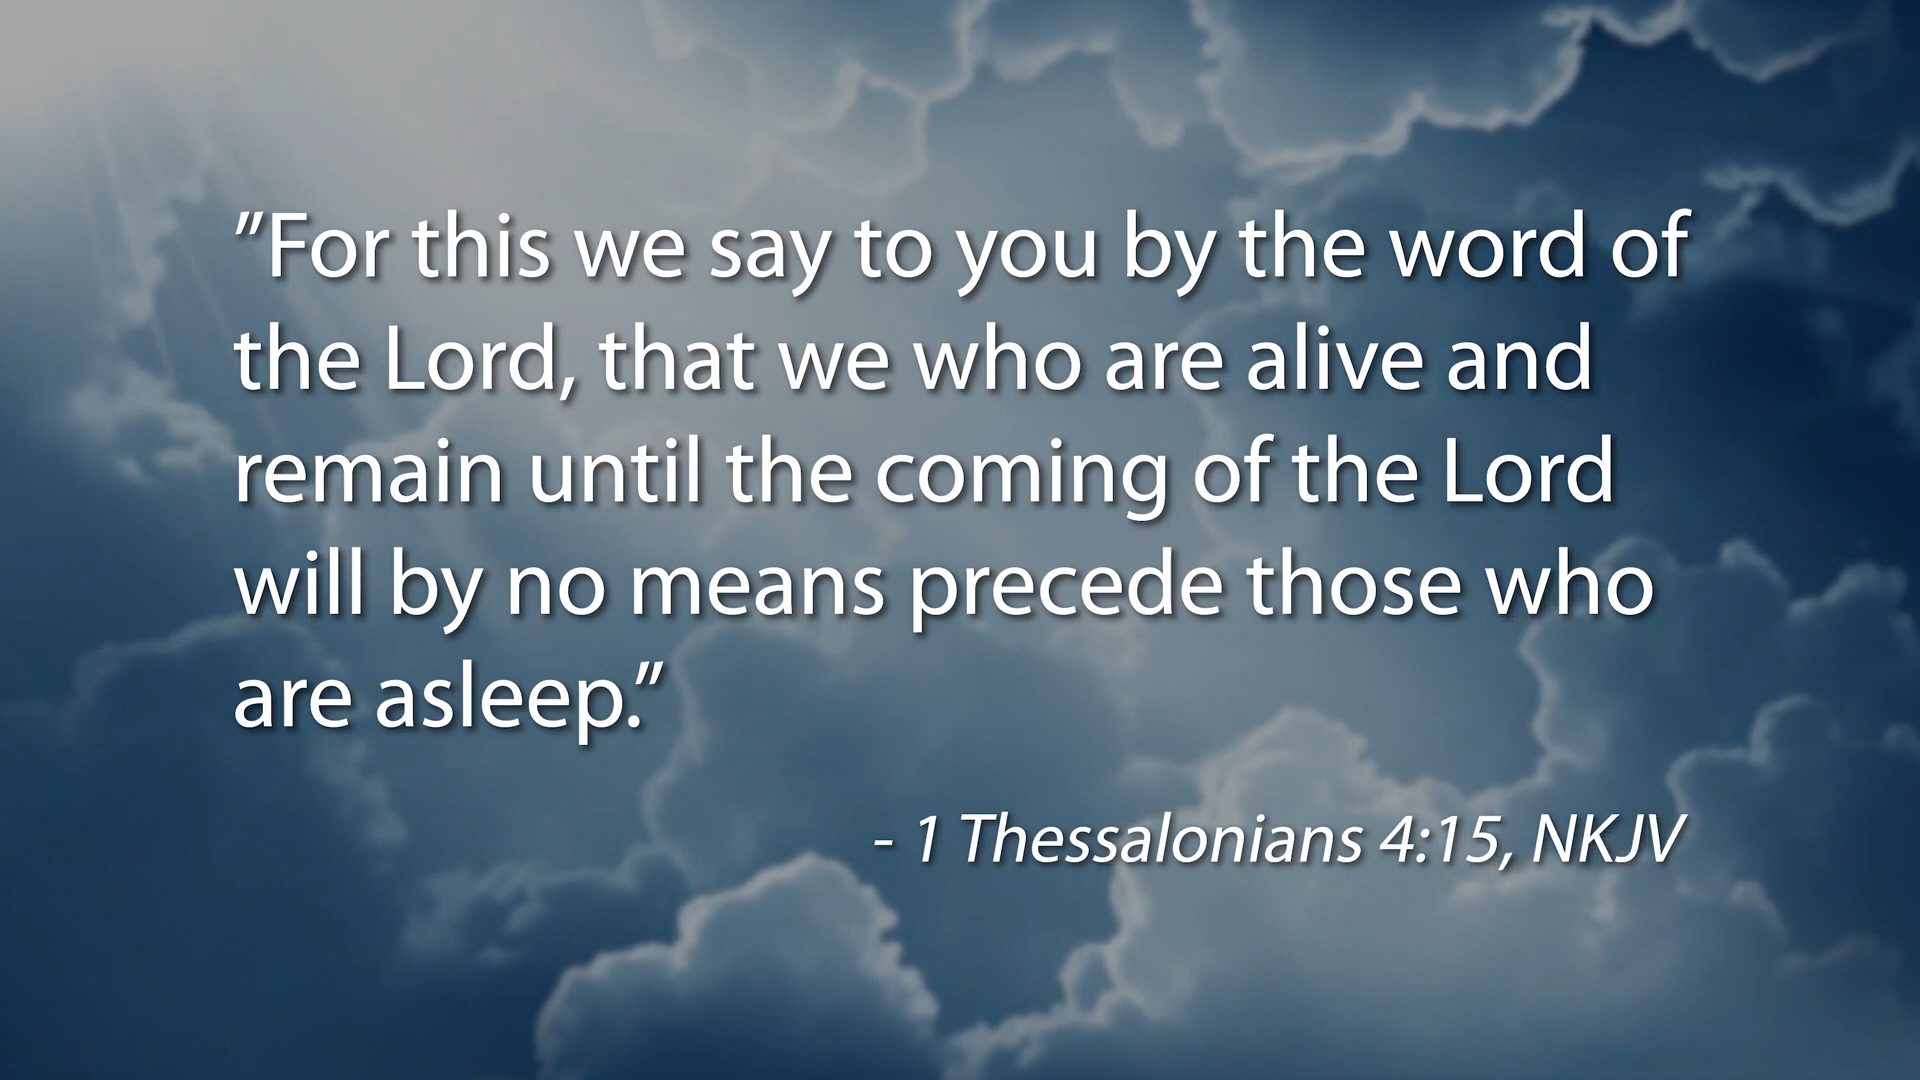 "For this we say to you by the word of
the Lord, that we who are alive and
remain until the coming of the Lord
will by no means precede those who
are asleep."
- 1 Thessalonians 4:15, NKJV